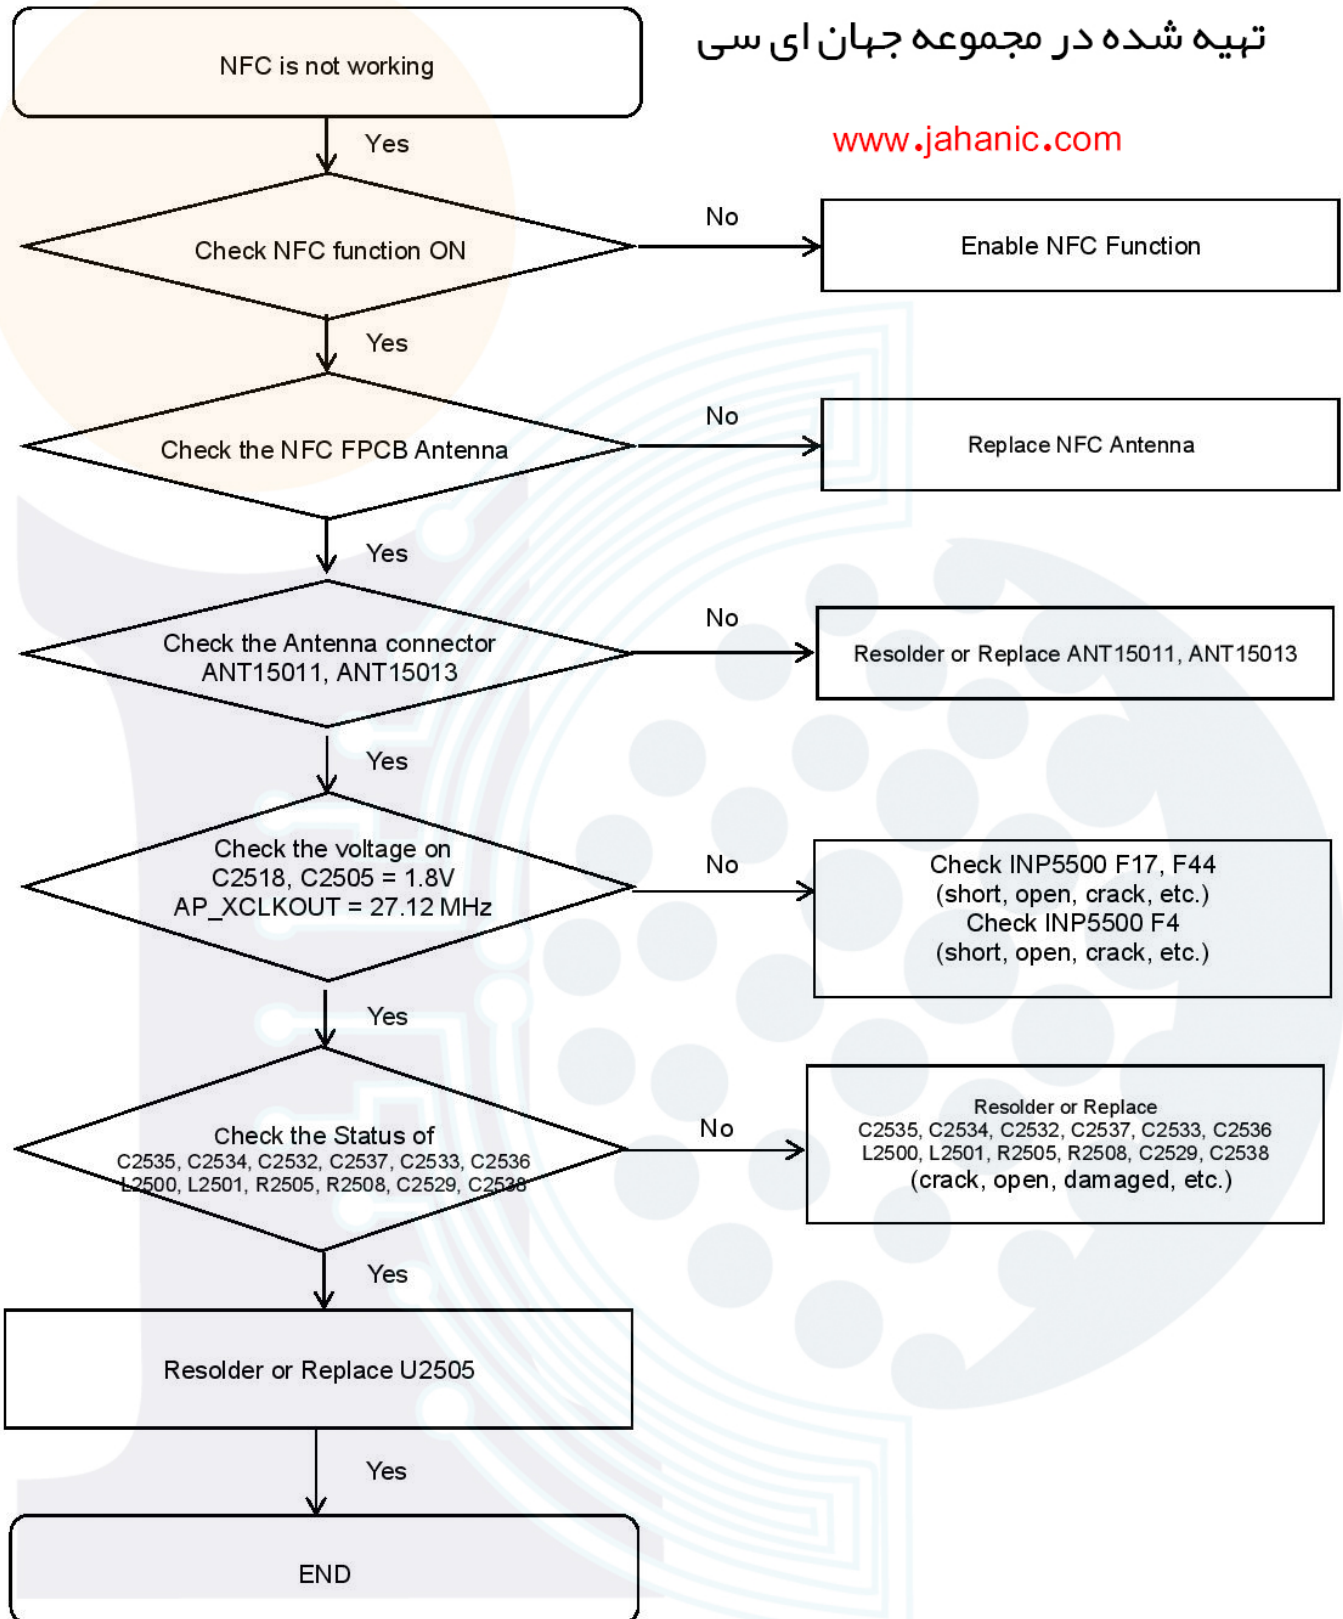 تهیه شده در مجموعه جهان ای سی
www.jahanic.com
NFC is not working
Yes
Check NFC function ON
No
Enable NFC Function
Yes
Check the NFC FPCB Antenna
No
Replace NFC Antenna
Yes
Check the Antenna connector
ANT15011, ANT15013
No
Resolder or Replace ANT15011, ANT15013
Yes
Check the voltage on
C2518, C2505 = 1.8V
AP_XCLKOUT = 27.12 MHz
No
Check INP5500 F17, F44
(short, open, crack, etc.)
Check INP5500 F4
(short, open, crack, etc.)
Yes
Check the Status of
C2535, C2534, C2532, C2537, C2533, C2536
L2500, L2501, R2505, R2508, C2529, C2538
No
Resolder or Replace
C2535, C2534, C2532, C2537, C2533, C2536
L2500, L2501, R2505, R2508, C2529, C2538
(crack, open, damaged, etc.)
Yes
Resolder or Replace U2505
Yes
END